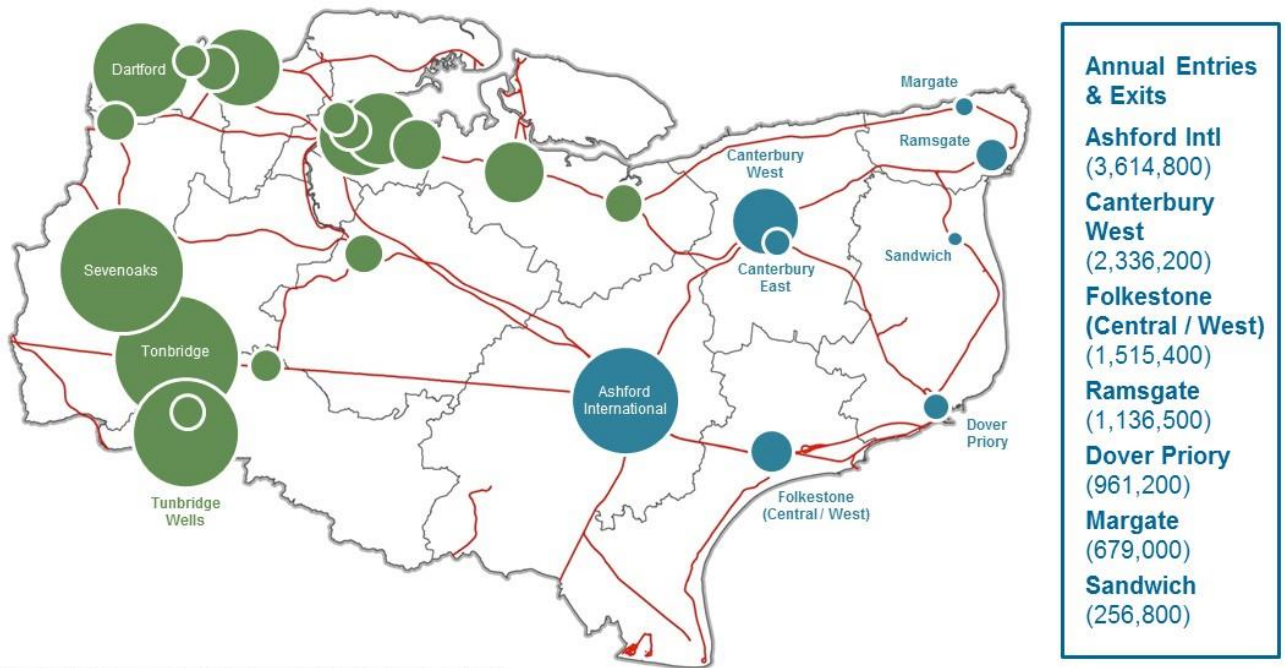 Dartford
Sevenoaks
Tonbridge
Tunbridge
Wells
Ashford
International
Canterbury
West
Canterbury
East
Margate
Ramsgate
Sandwich
Dover
Priory
Folkestone
(Central / West)
Annual Entries
& Exits
Ashford Intl
(3,614,800)
Canterbury
West
(2,336,200)
Folkestone
(Central / West)
(1,515,400)
Ramsgate
(1,136,500)
Dover Priory
(961,200)
Margate
(679,000)
Sandwich
(256,800)